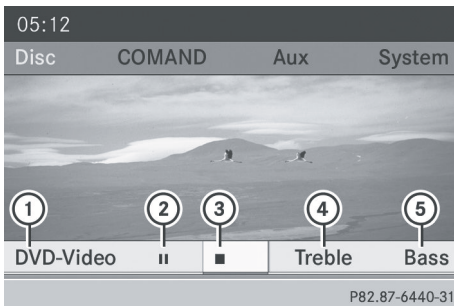 05:12
Disc COMAND Aux System
1 2 3 4 5
DVD-Video Treble Bass
P82.87-6440-31